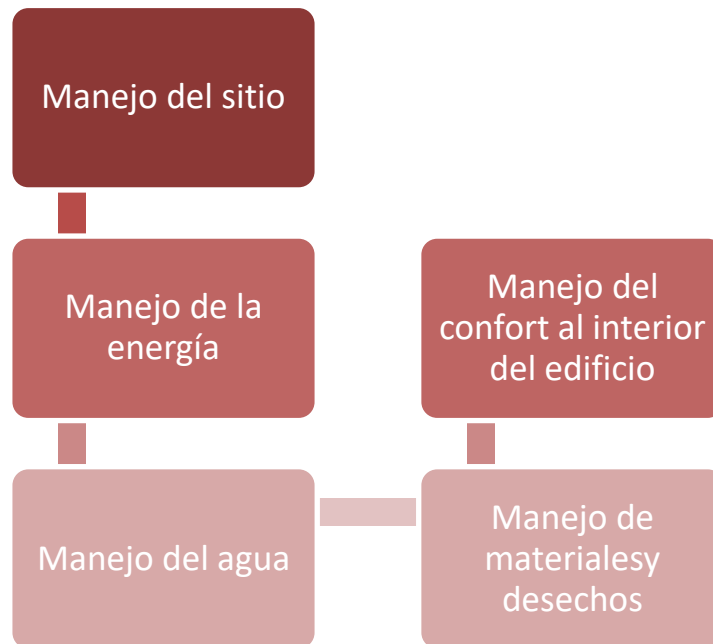 Manejo del sitio
Manejo de la
energía
Manejo del agua
Manejo de
materialesy
desechos
Manejo del
confort al interior
del edificio